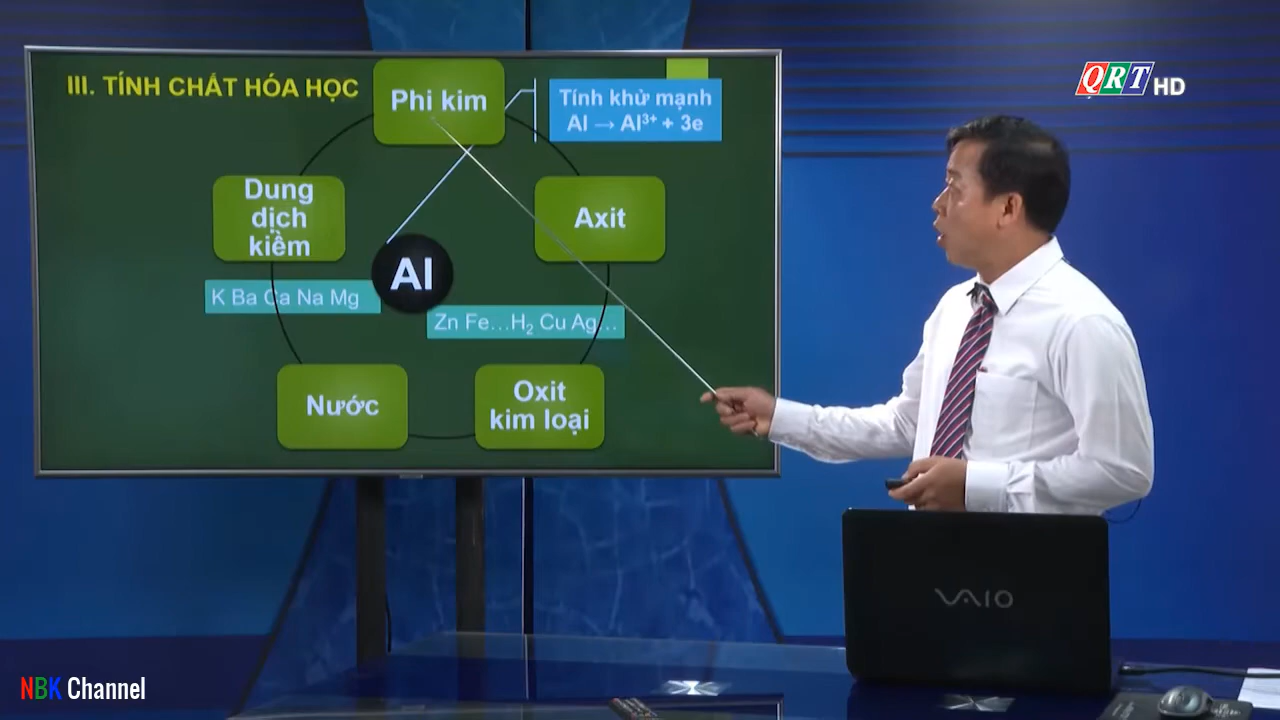 III. TÍNH CHẤT HÓA HỌC
Phi kim
Tính khử mạnh
Al → Al³⁺ + 3e
Dung
dịch
kiềm
Axit
Al
K Ba Ca Na Mg
Zn Fe...H₂ Cu Ag...
Nước
Oxit
kim loại
QRT HD
VAIO
NBK Channel